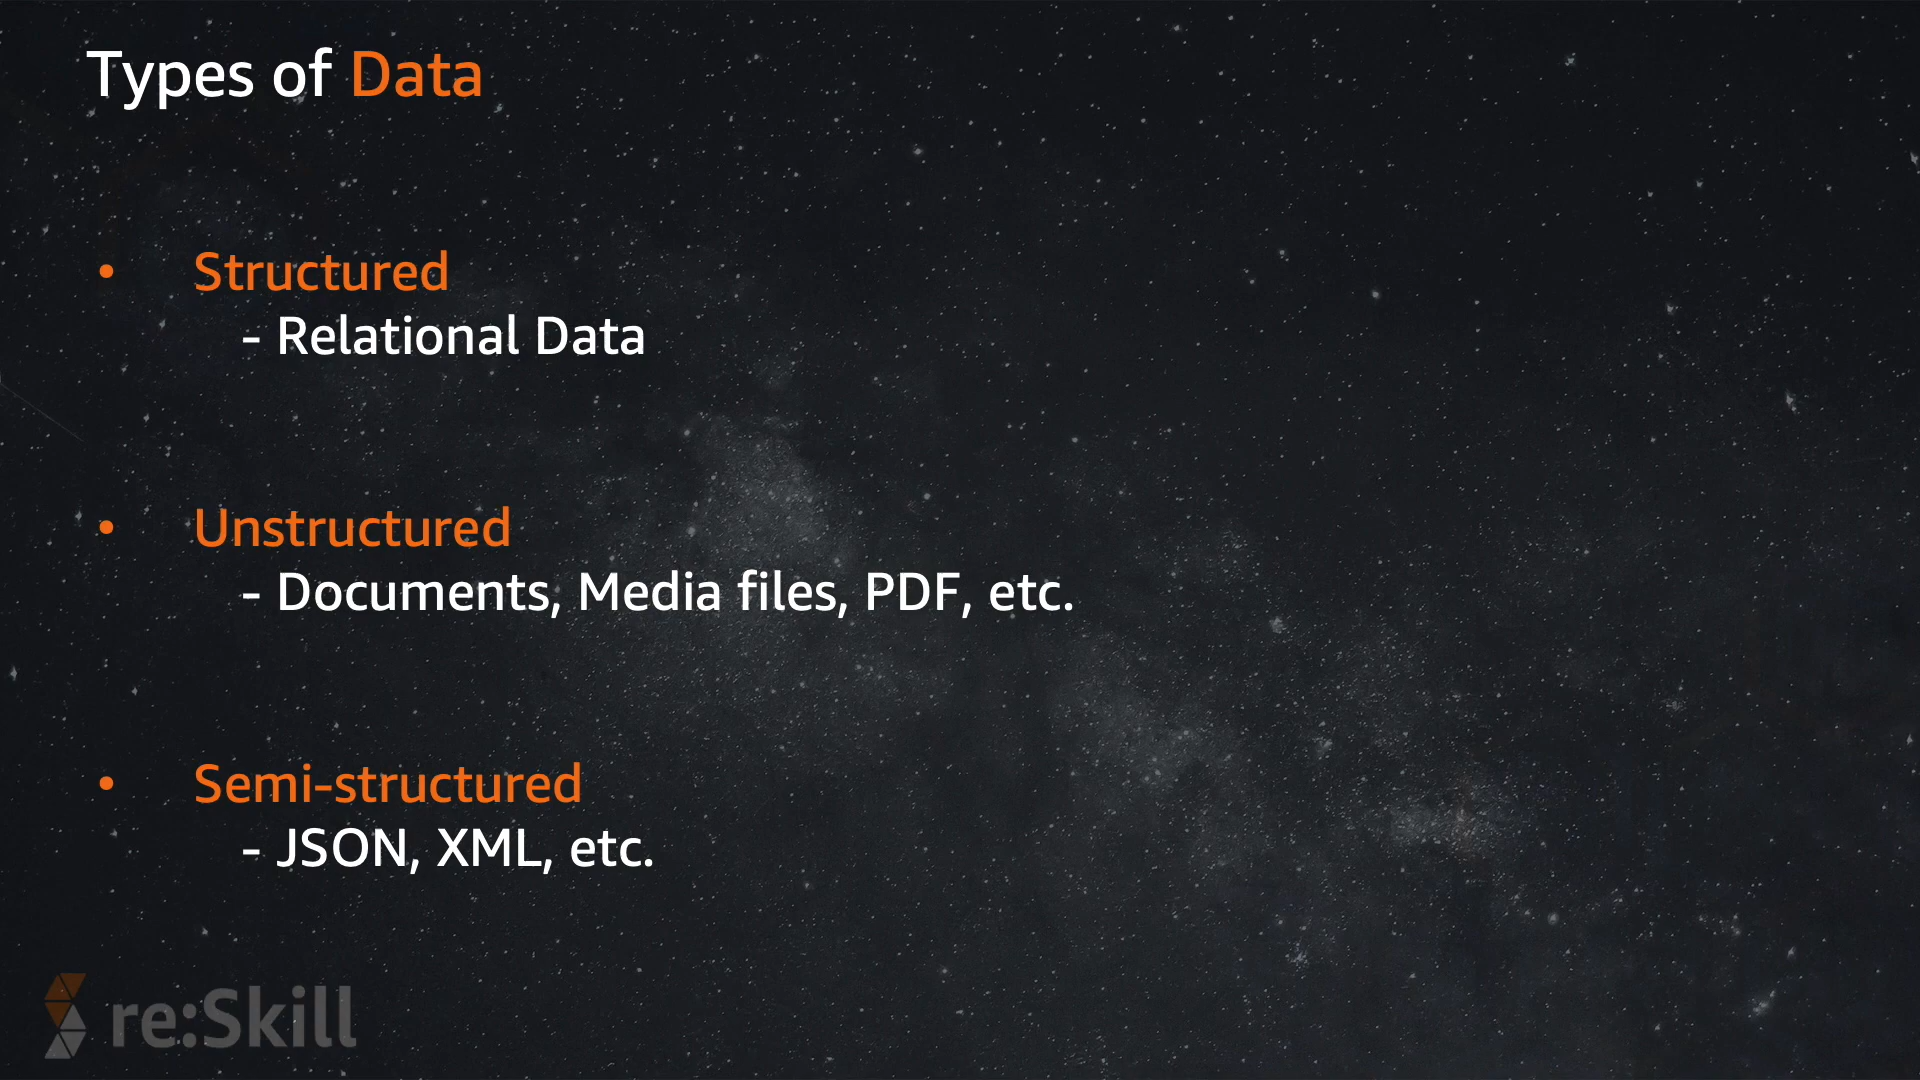 Types of Data
• Structured
- Relational Data
• Unstructured
- Documents, Media files, PDF, etc.
• Semi-structured
- JSON, XML, etc.
re:Skill